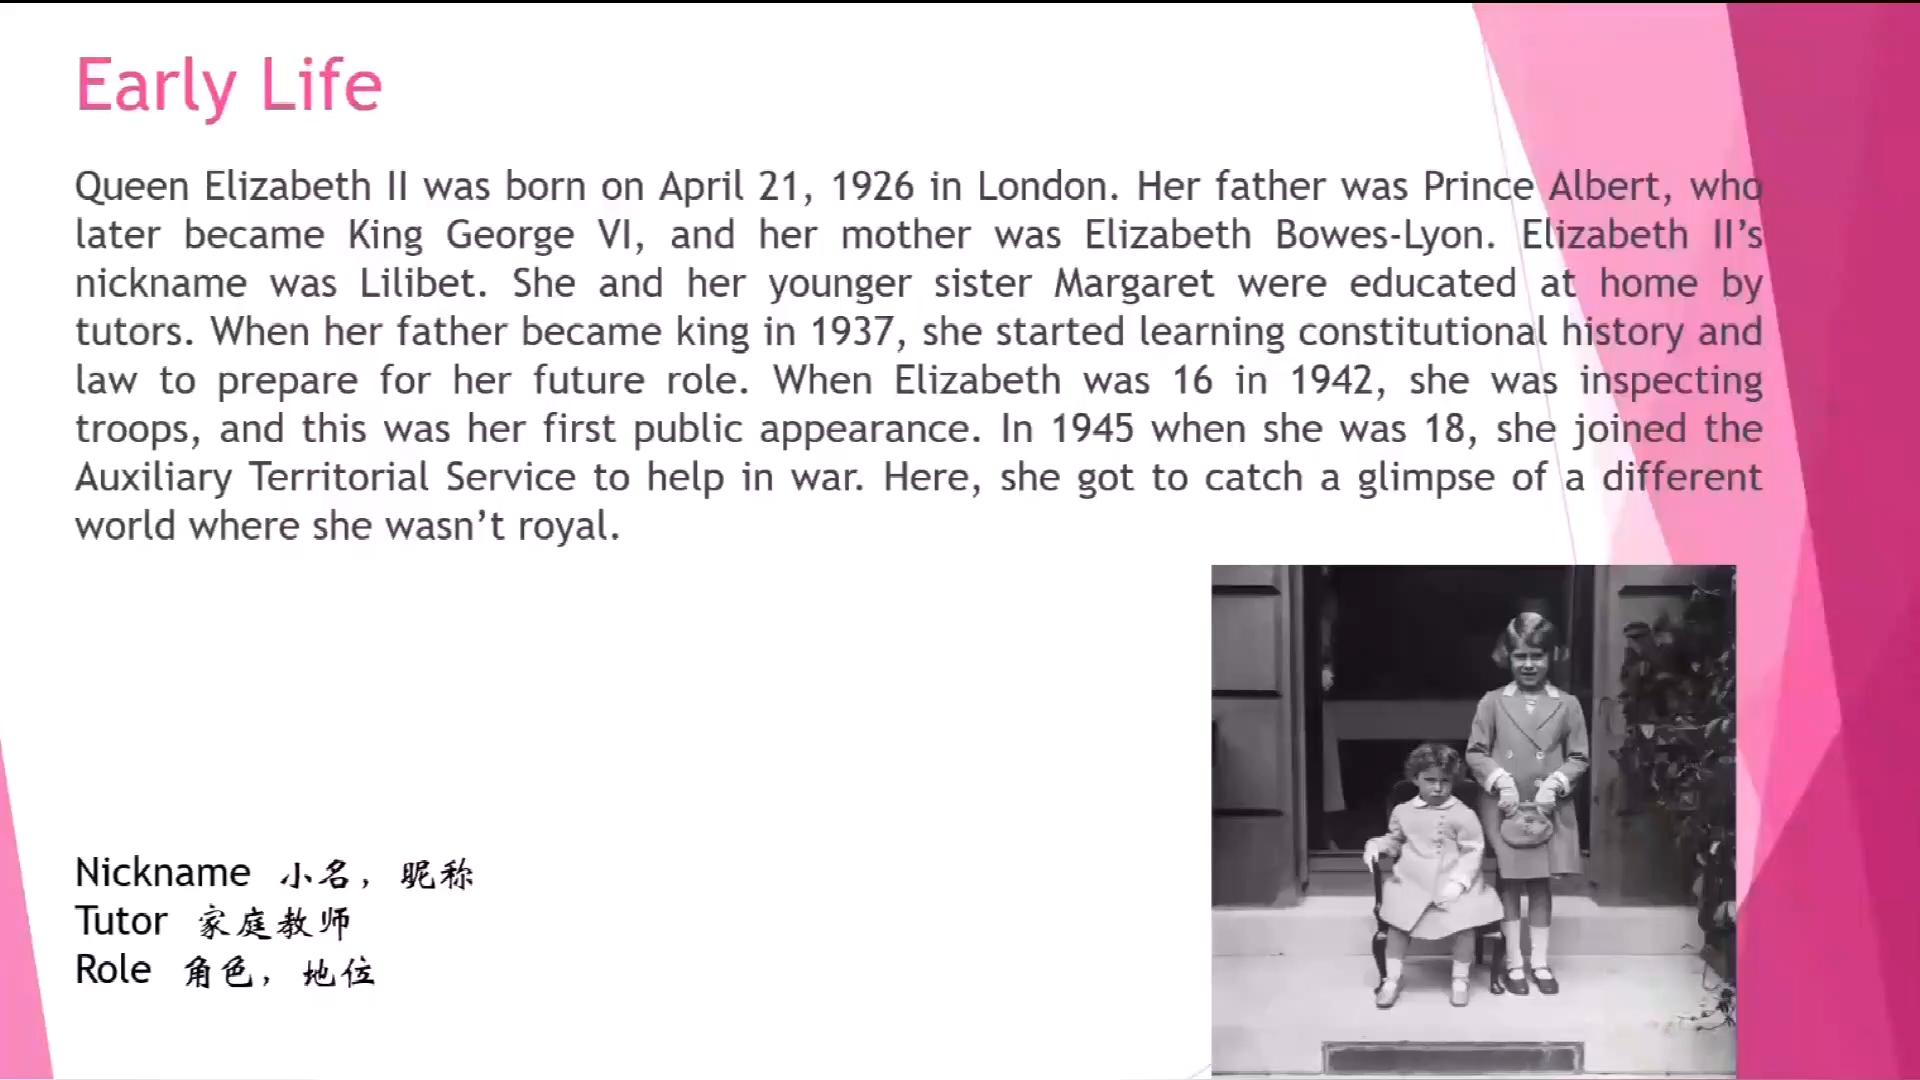 Early Life
Queen Elizabeth II was born on April 21, 1926 in London. Her father was Prince Albert, who
later became King George VI, and her mother was Elizabeth Bowes-Lyon. Elizabeth II’s
nickname was Lilibet. She and her younger sister Margaret were educated at home by
tutors. When her father became king in 1937, she started learning constitutional history and
law to prepare for her future role. When Elizabeth was 16 in 1942, she was inspecting
troops, and this was her first public appearance. In 1945 when she was 18, she joined the
Auxiliary Territorial Service to help in war. Here, she got to catch a glimpse of a different
world where she wasn’t royal.
Nickname 小名，昵称
Tutor 家庭教师
Role 角色，地位